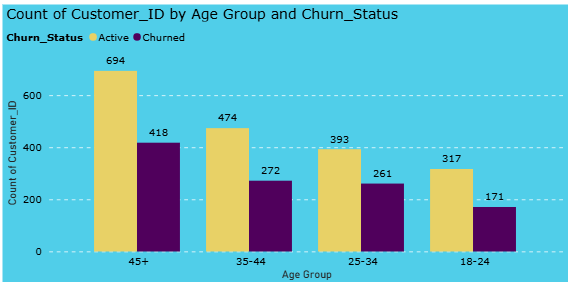 Count of Customer_ID by Age Group and Churn_Status
Churn_Status Active Churned
Count of Customer_ID
600
400
200
0
694
418
474
272
393
261
317
171
45+ 35-44 25-34 18-24
Age Group